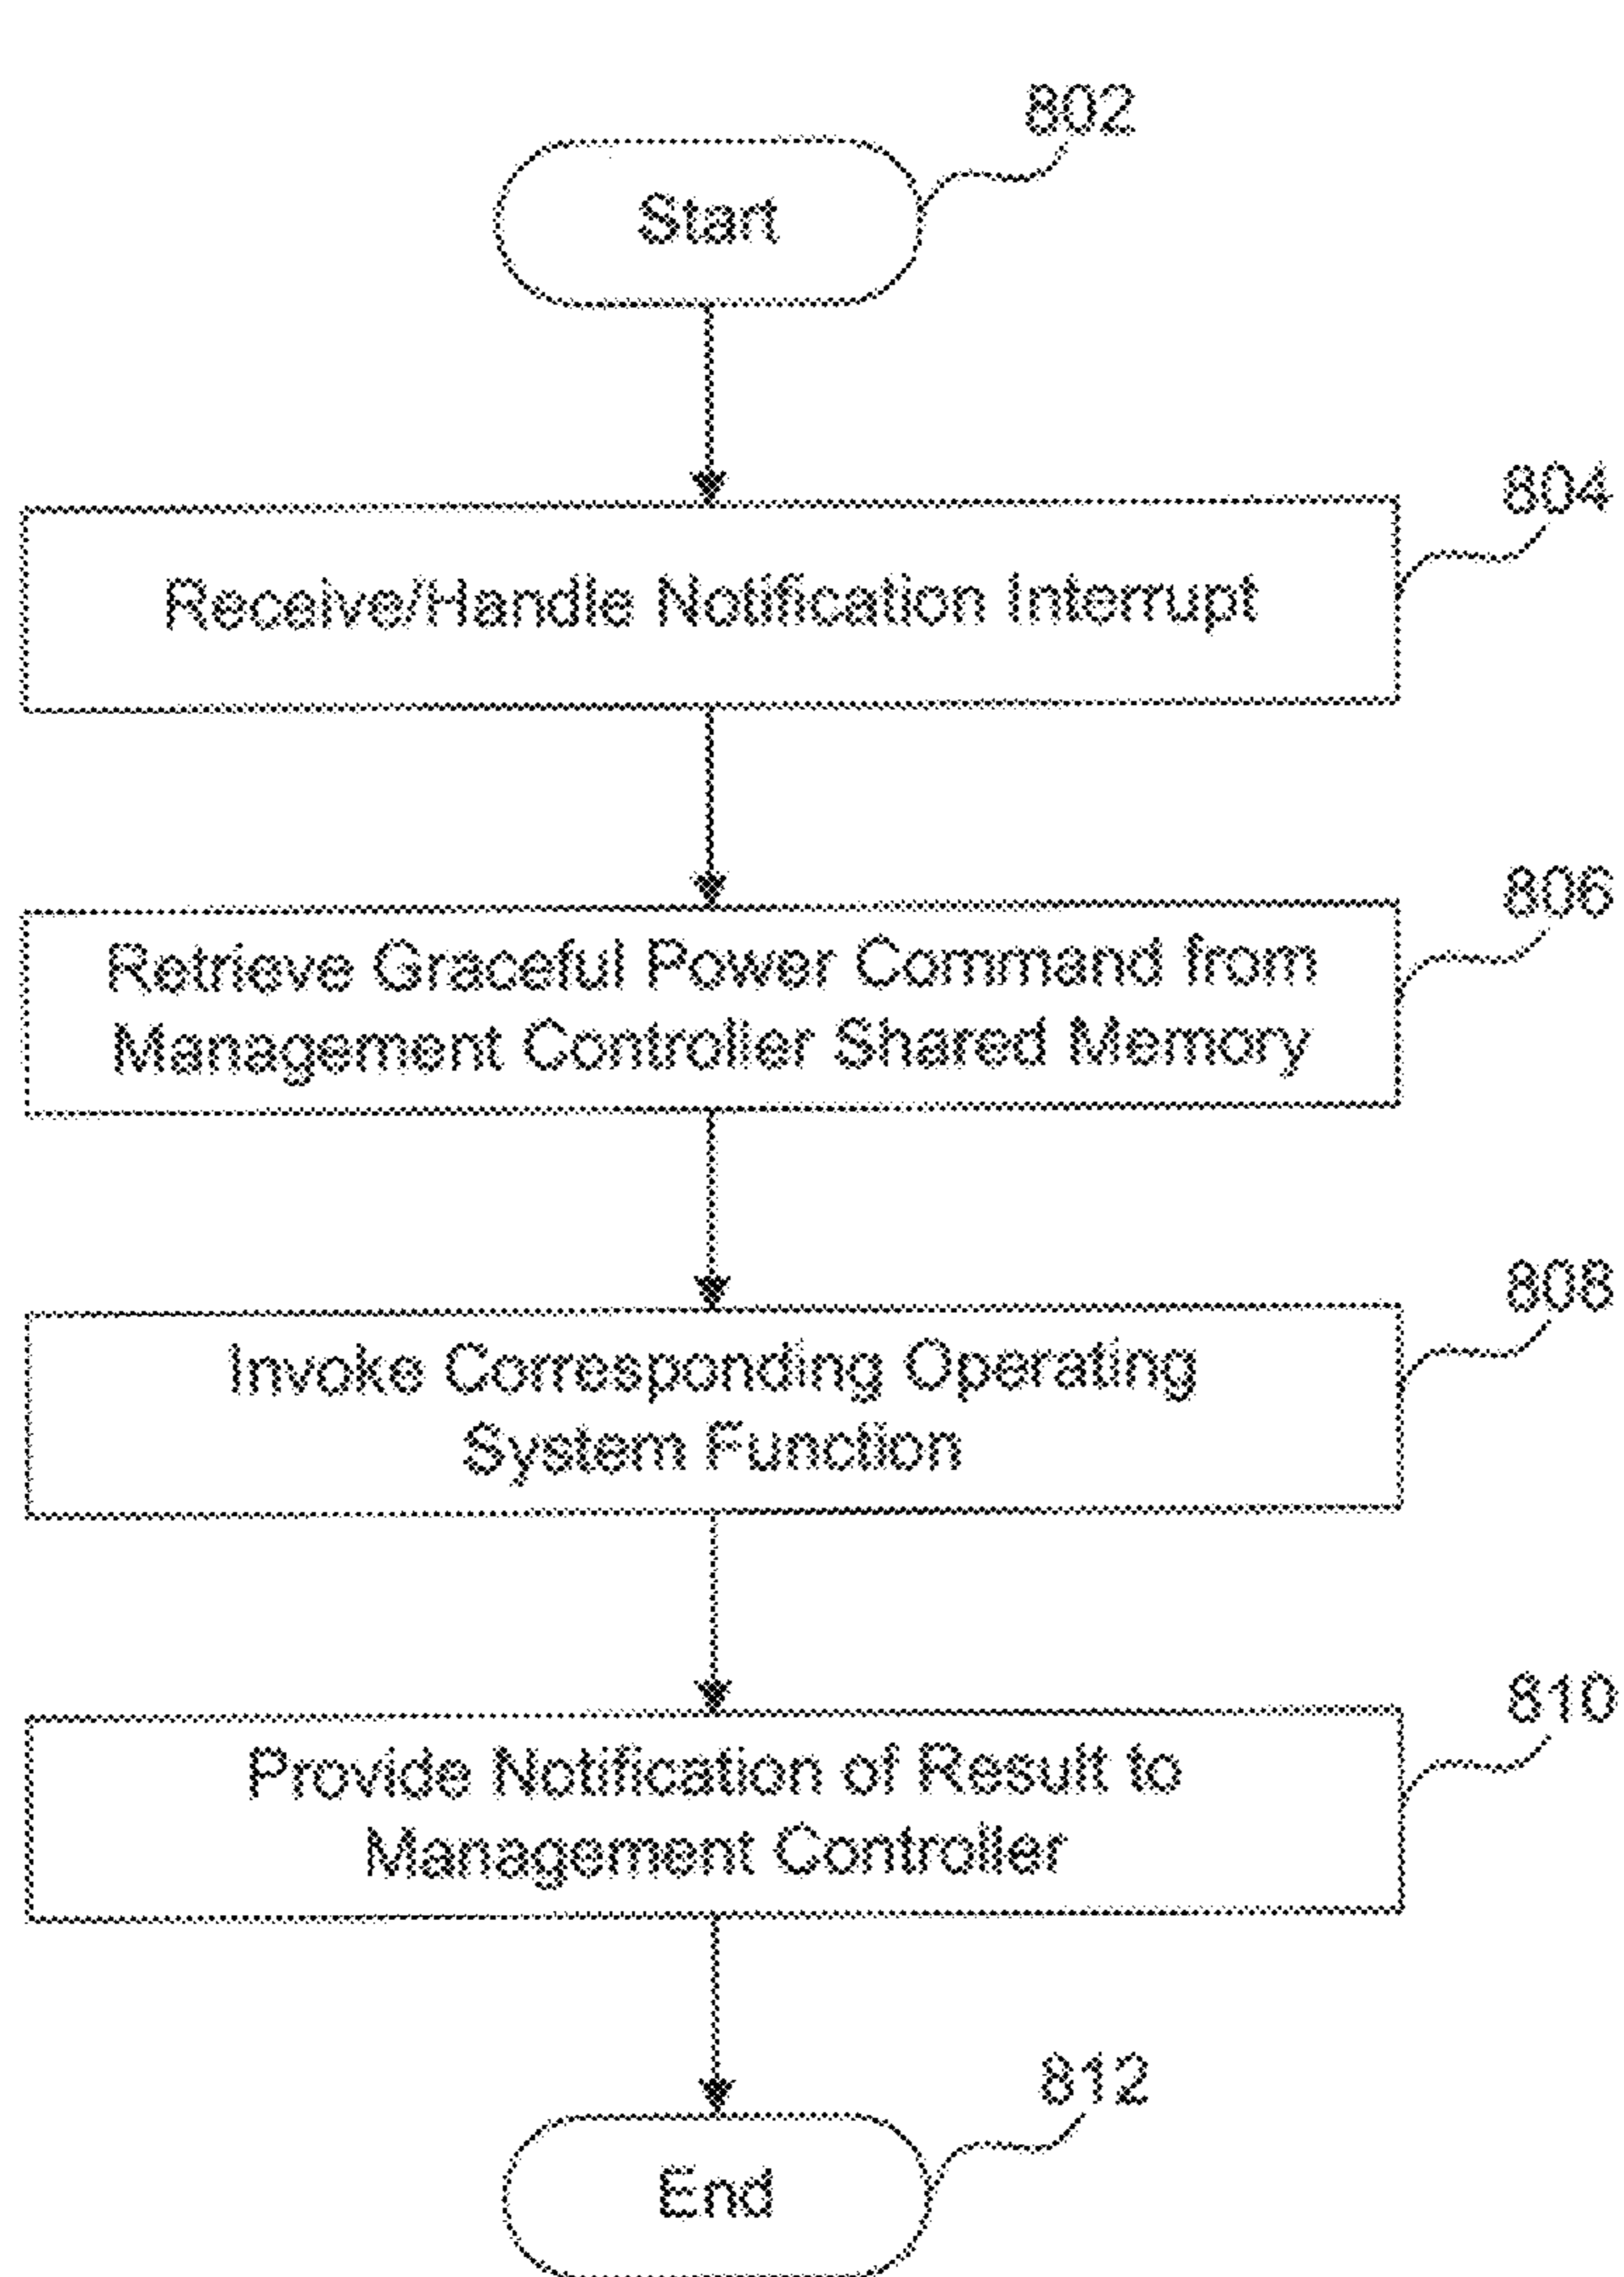 802
Start
804
Receive/Handle Notification Interrupt
806
Retrieve Graceful Power Command from
Management Controller Shared Memory
808
Invoke Corresponding Operating
System Function
810
Provide Notification of Result to
Management Controller
812
End